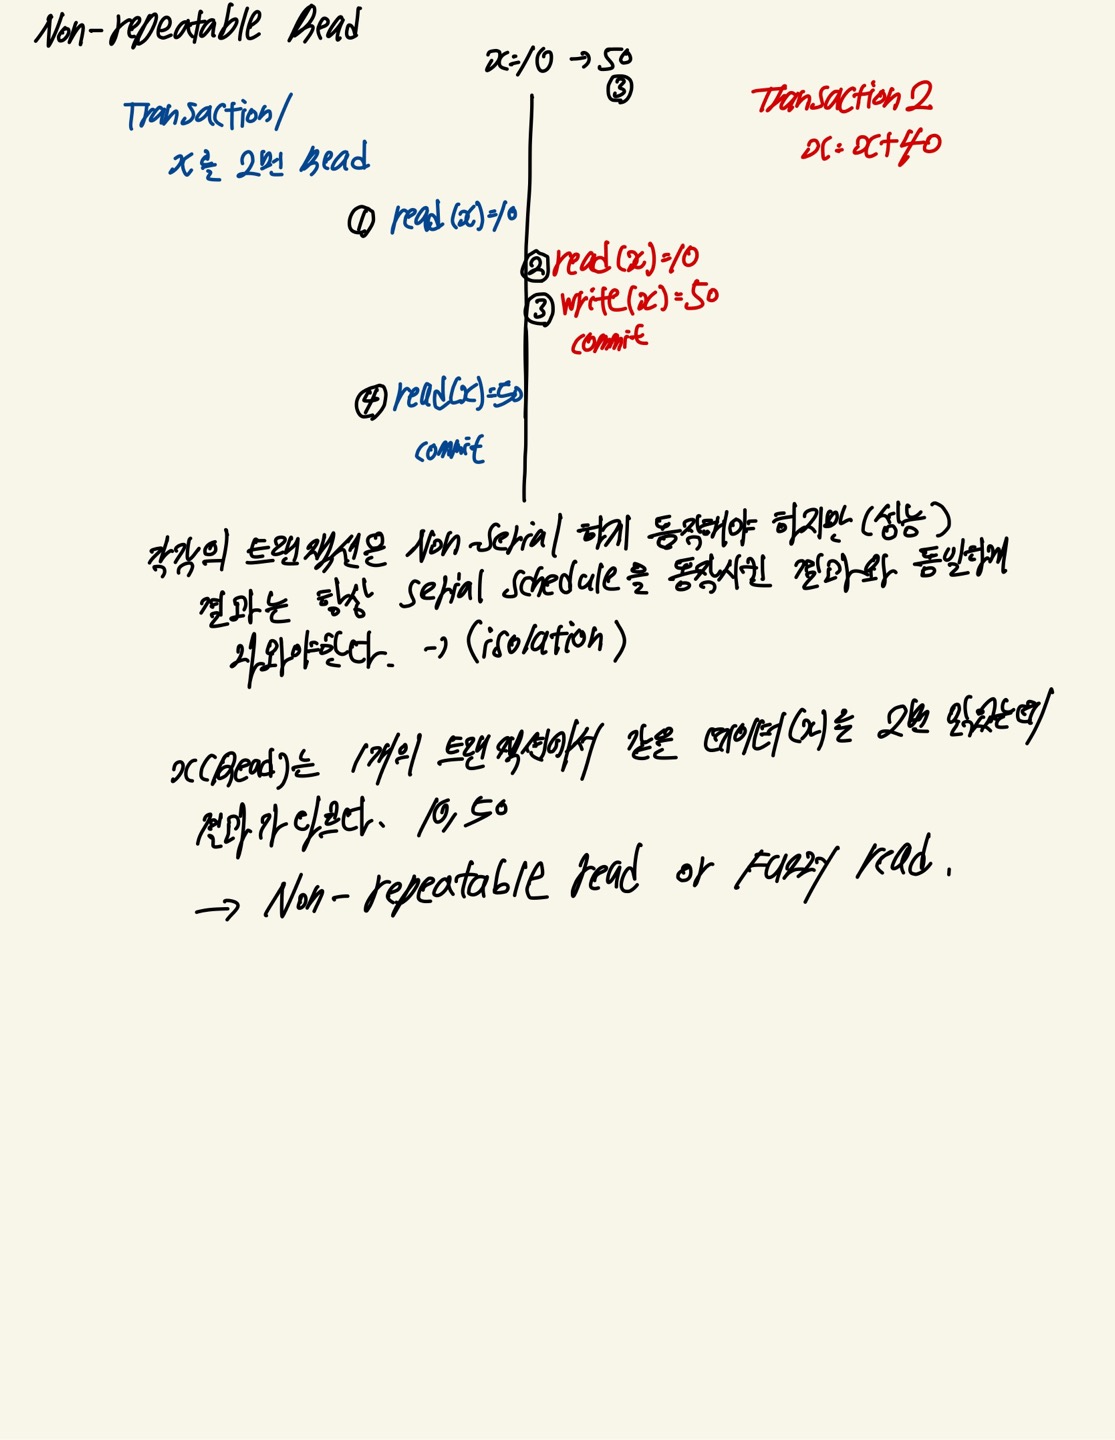 Non-repeatable Read
x=10 → 50
③
Transaction 1
x를 2번 Read
Transaction 2
x = x+40
① read(x)=10
② read(x)=10
③ write(x)=50
commit
④ read(x)=50
commit
각각의 트랜잭션은 Non-Serial 하게 동작해야 하지만 (성능)
결과는 항상 serial schedule을 동작시킨 결과와 동일하게
나와야한다. → (isolation)
x(Read)는 1개의 트랜잭션에서 같은 데이터(x)를 2번 읽었는데
결과가 다르다. 10, 50
→ Non-repeatable read or Fuzzy read.